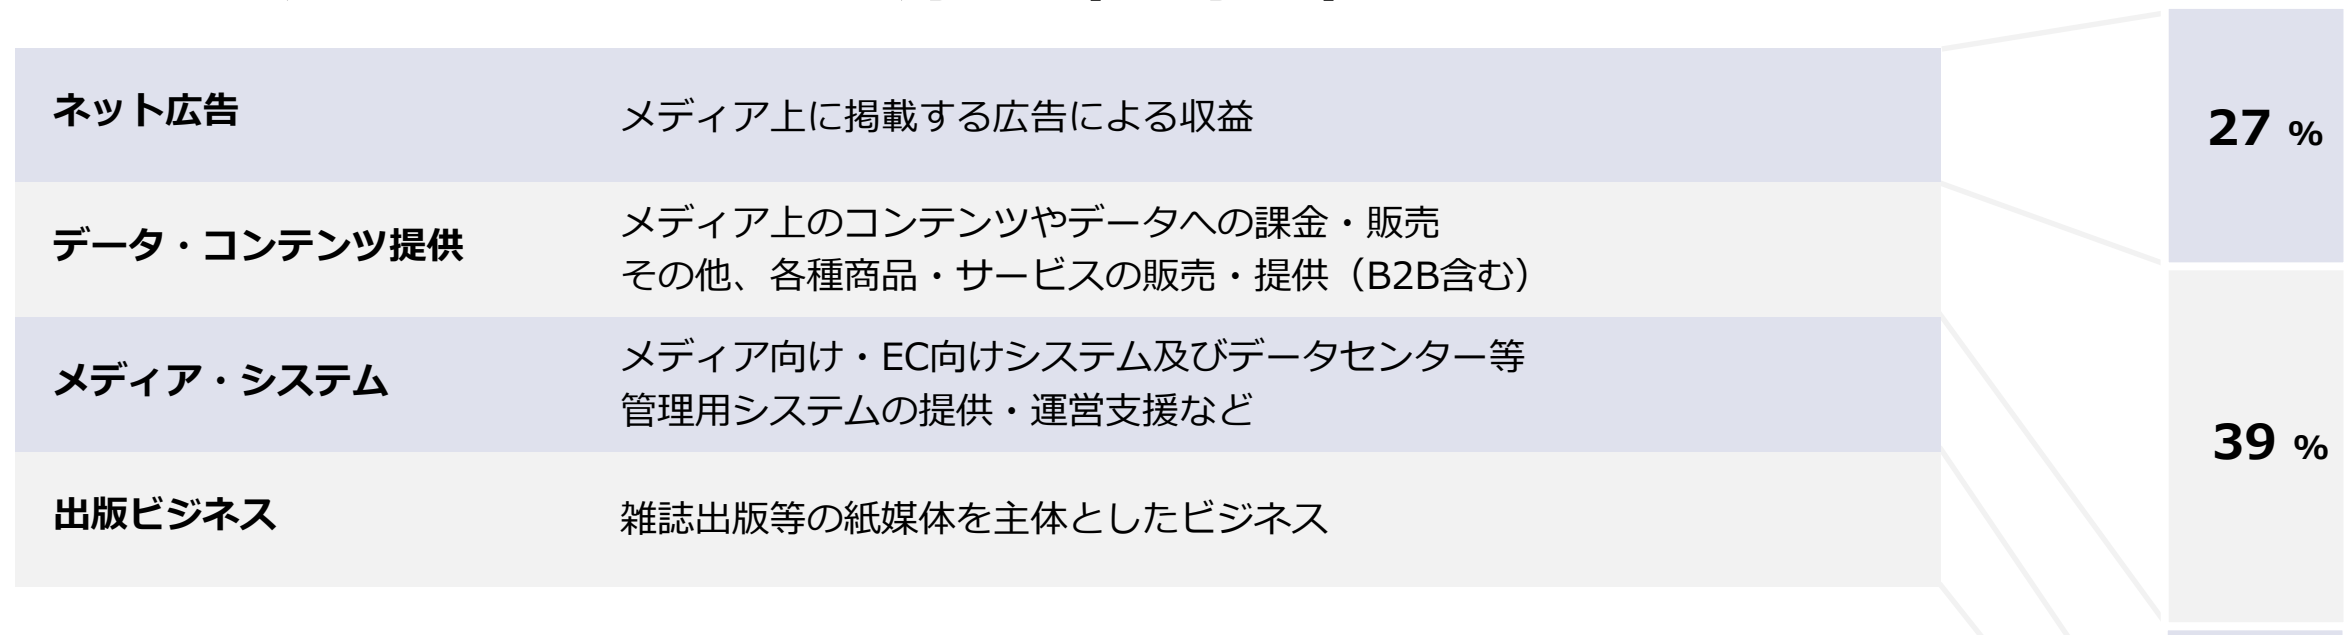 ネット広告
メディア上に掲載する広告による収益
27 %
データ・コンテンツ提供
メディア上のコンテンツやデータへの課金・販売
その他、各種商品・サービスの販売・提供（B2B含む）
39 %
メディア・システム
メディア向け・EC向けシステム及びデータセンター等
管理用システムの提供・運営支援など
出版ビジネス
雑誌出版等の紙媒体を主体としたビジネス